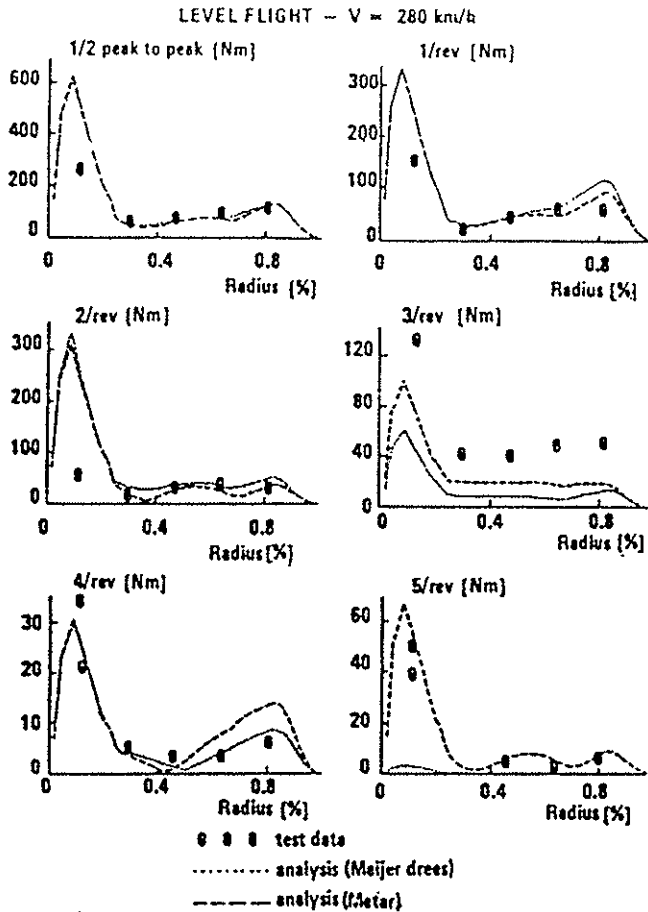 LEVEL FLIGHT – V = 280 km/h
1/2 peak to peak [Nm]
600
400
200
0
0 0.4 0.8
Radius [%]
1/rev [Nm]
300
200
100
0
0 0.4 0.8
Radius [%]
2/rev [Nm]
300
200
100
0
0 0.4 0.8
Radius [%]
3/rev [Nm]
120
80
40
0
0 0.4 0.8
Radius [%]
4/rev [Nm]
30
20
10
0
0 0.4 0.8
Radius [%]
5/rev [Nm]
60
40
20
0
0 0.4 0.8
Radius [%]
test data
analysis (Meijer drees)
analysis (Metar)